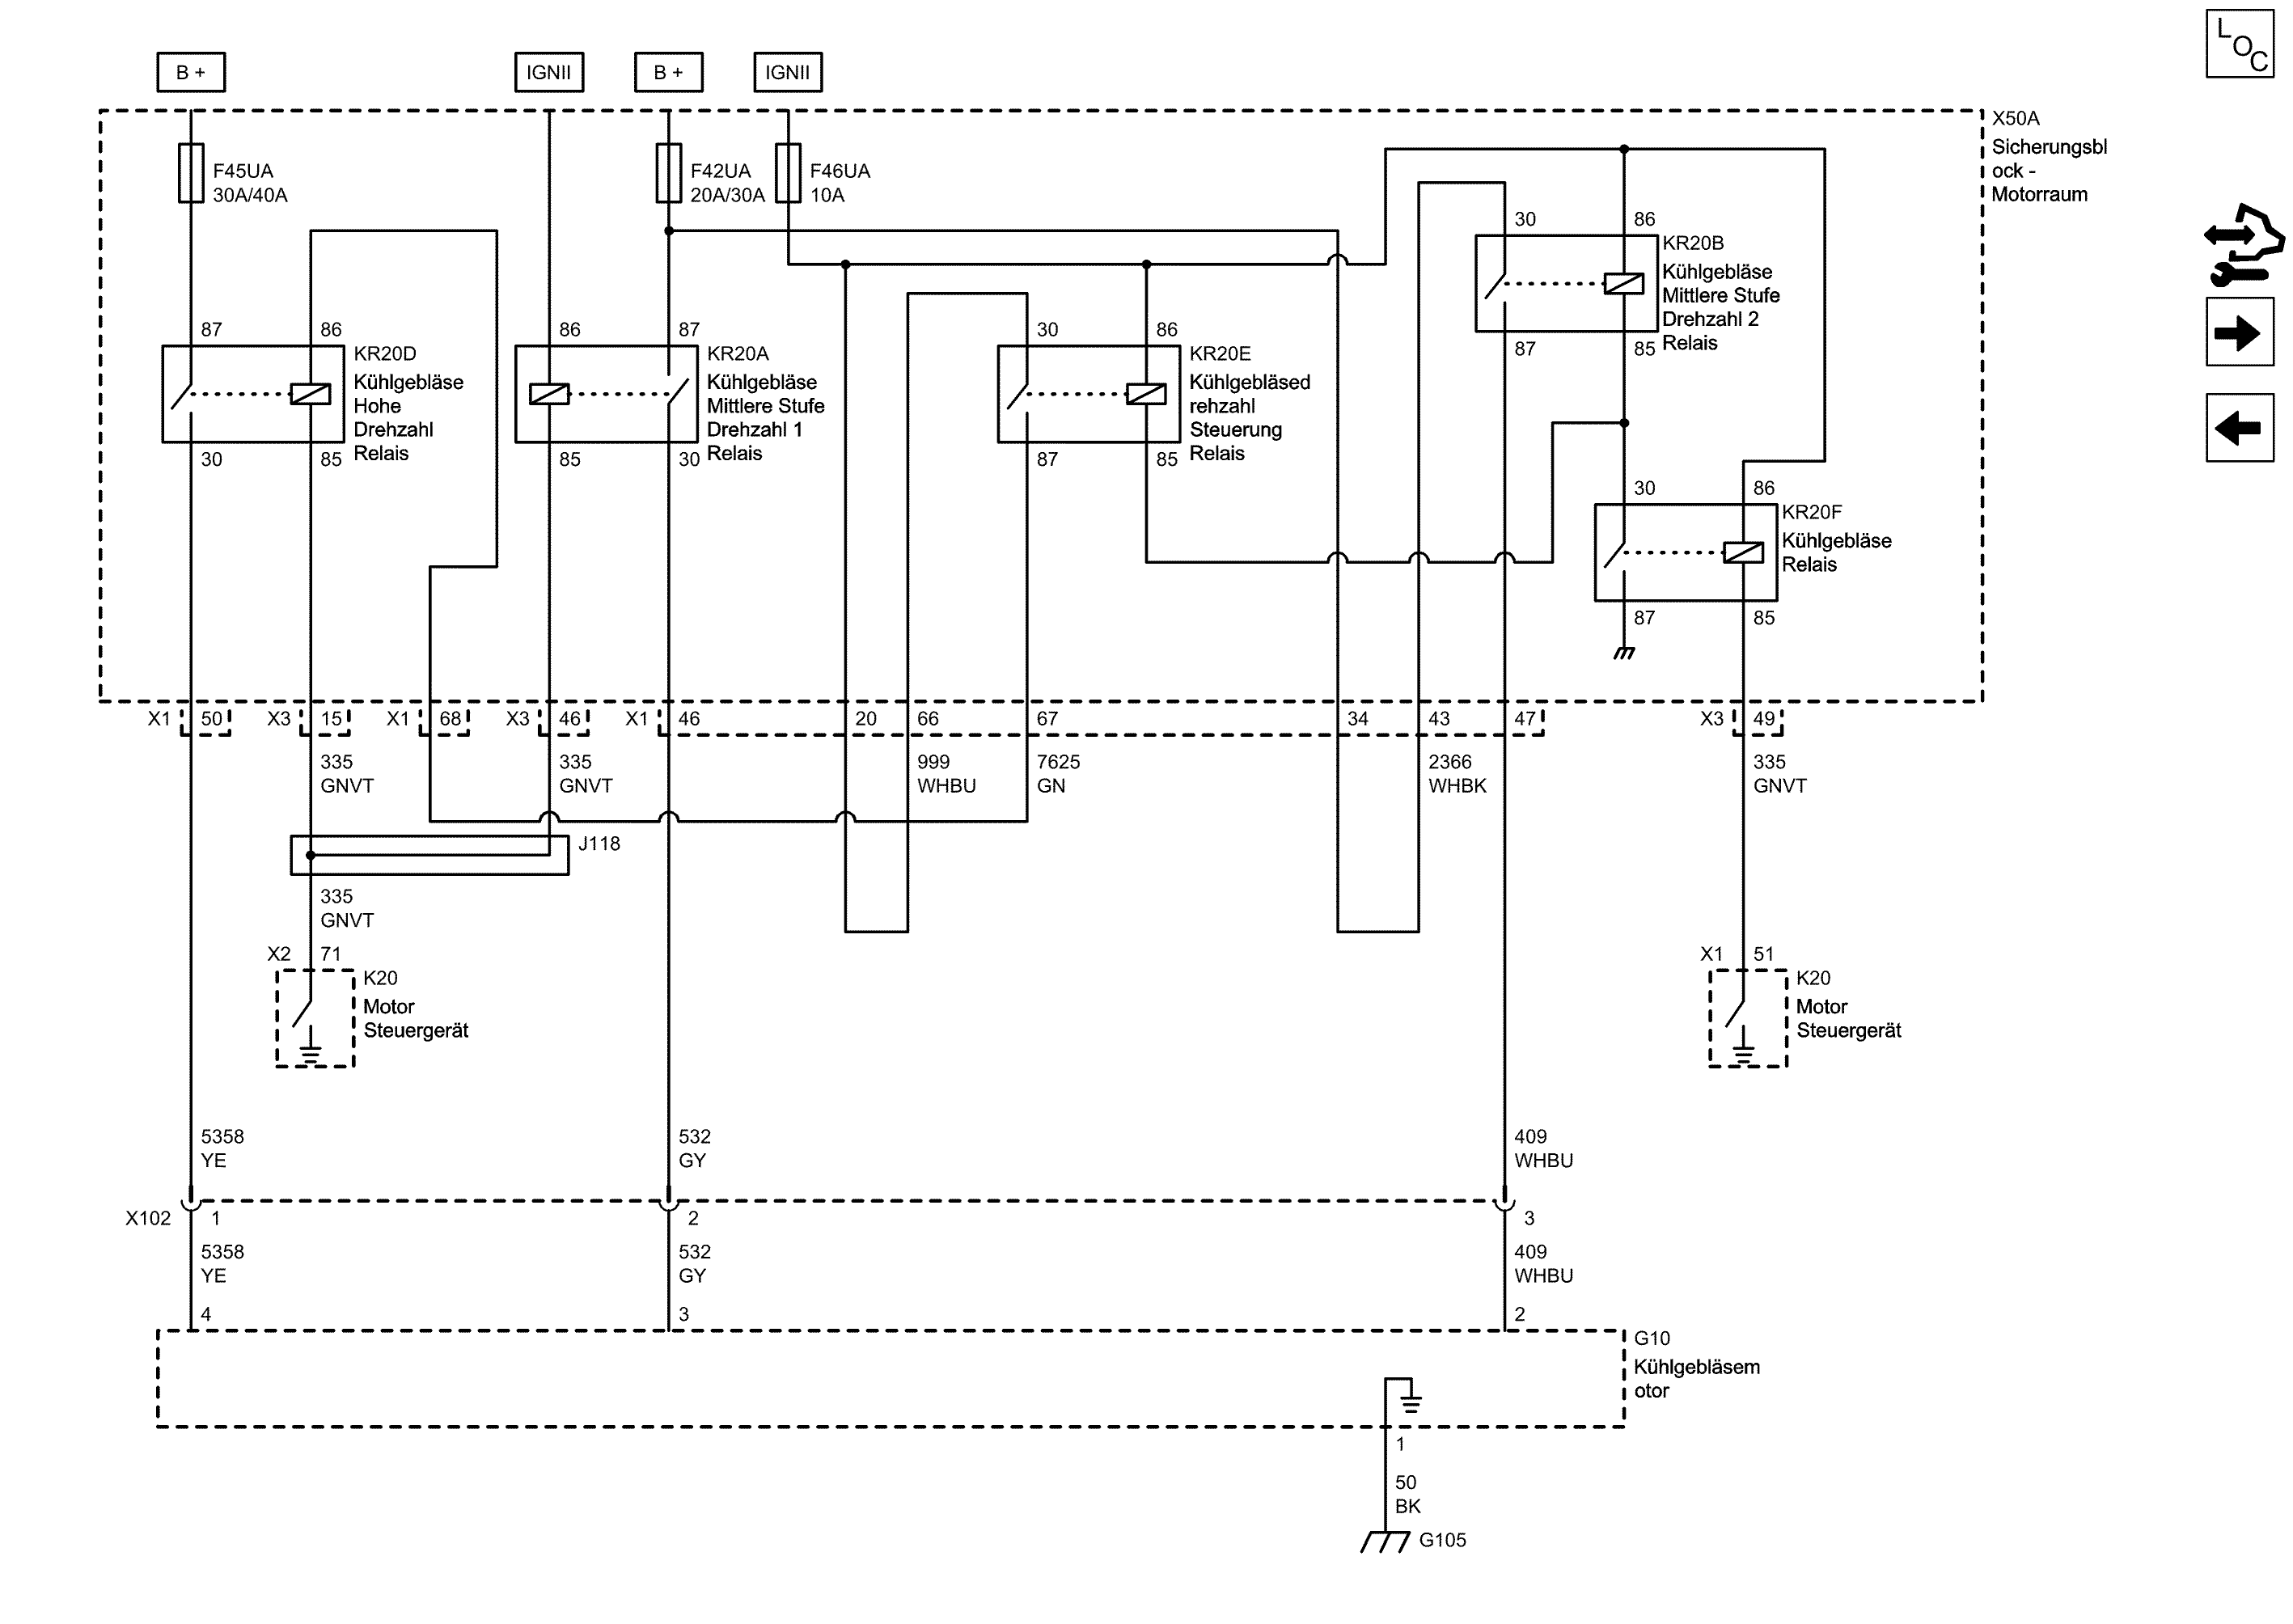 LOC
B +
IGNII
B +
IGNII
X50A
Sicherungsbl
ock -
Motorraum
F45UA
30A/40A
F42UA
20A/30A
F46UA
10A
30
86
KR20B
Kühlgebläse
Mittlere Stufe
Drehzahl 2
Relais
87
85
87
86
KR20D
Kühlgebläse
Hohe
Drehzahl
Relais
30
85
86
87
KR20A
Kühlgebläse
Mittlere Stufe
Drehzahl 1
Relais
85
30
30
86
KR20E
Kühlgebläsed
rehzahl
Steuerung
Relais
87
85
30
86
KR20F
Kühlgebläse
Relais
87
85
X1 50
X3 15
X1 68
X3 46
X1 46
20
66
67
34
43
47
X3 49
335
GNVT
335
GNVT
999
WHBU
7625
GN
2366
WHBK
335
GNVT
J118
335
GNVT
X2 71
K20
Motor
Steuergerät
X1 51
K20
Motor
Steuergerät
5358
YE
532
GY
409
WHBU
X102
1
2
3
5358
YE
532
GY
409
WHBU
4
3
2
G10
Kühlgebläsem
otor
1
50
BK
G105